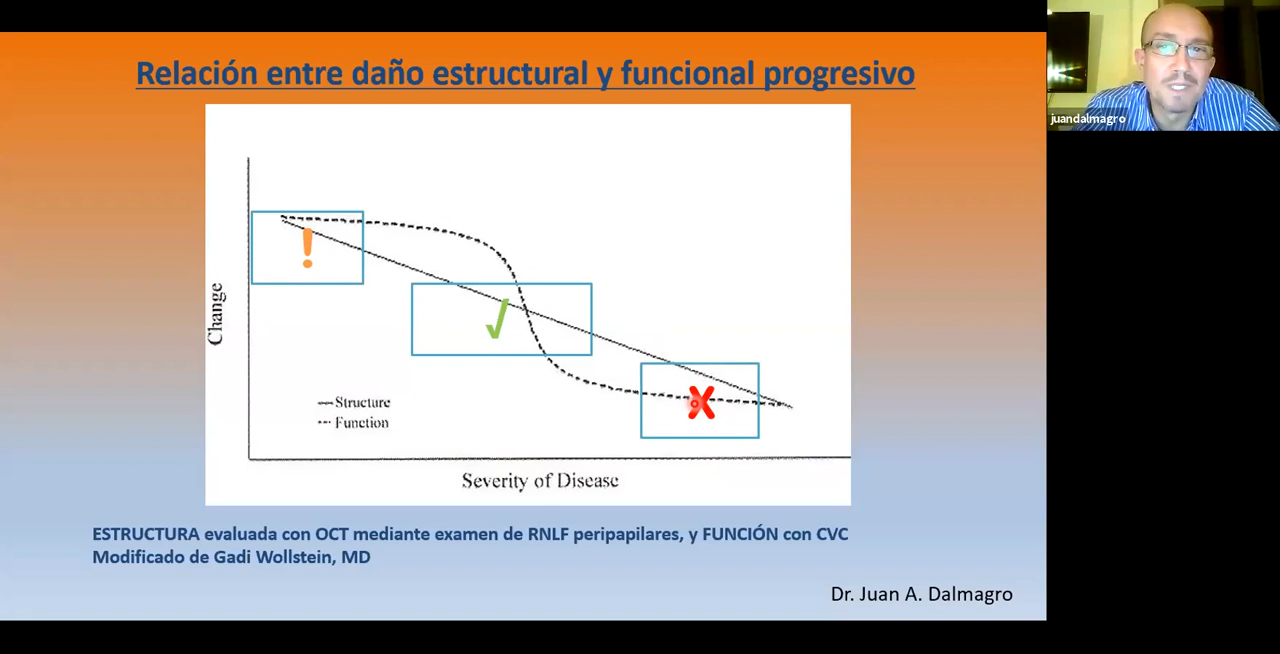 Relación entre daño estructural y funcional progresivo
juandalmagro
!
√
X
Change
Structure
Function
Severity of Disease
ESTRUCTURA evaluada con OCT mediante examen de RNLF peripapilares, y FUNCIÓN con CVC
Modificado de Gadi Wollstein, MD
Dr. Juan A. Dalmagro